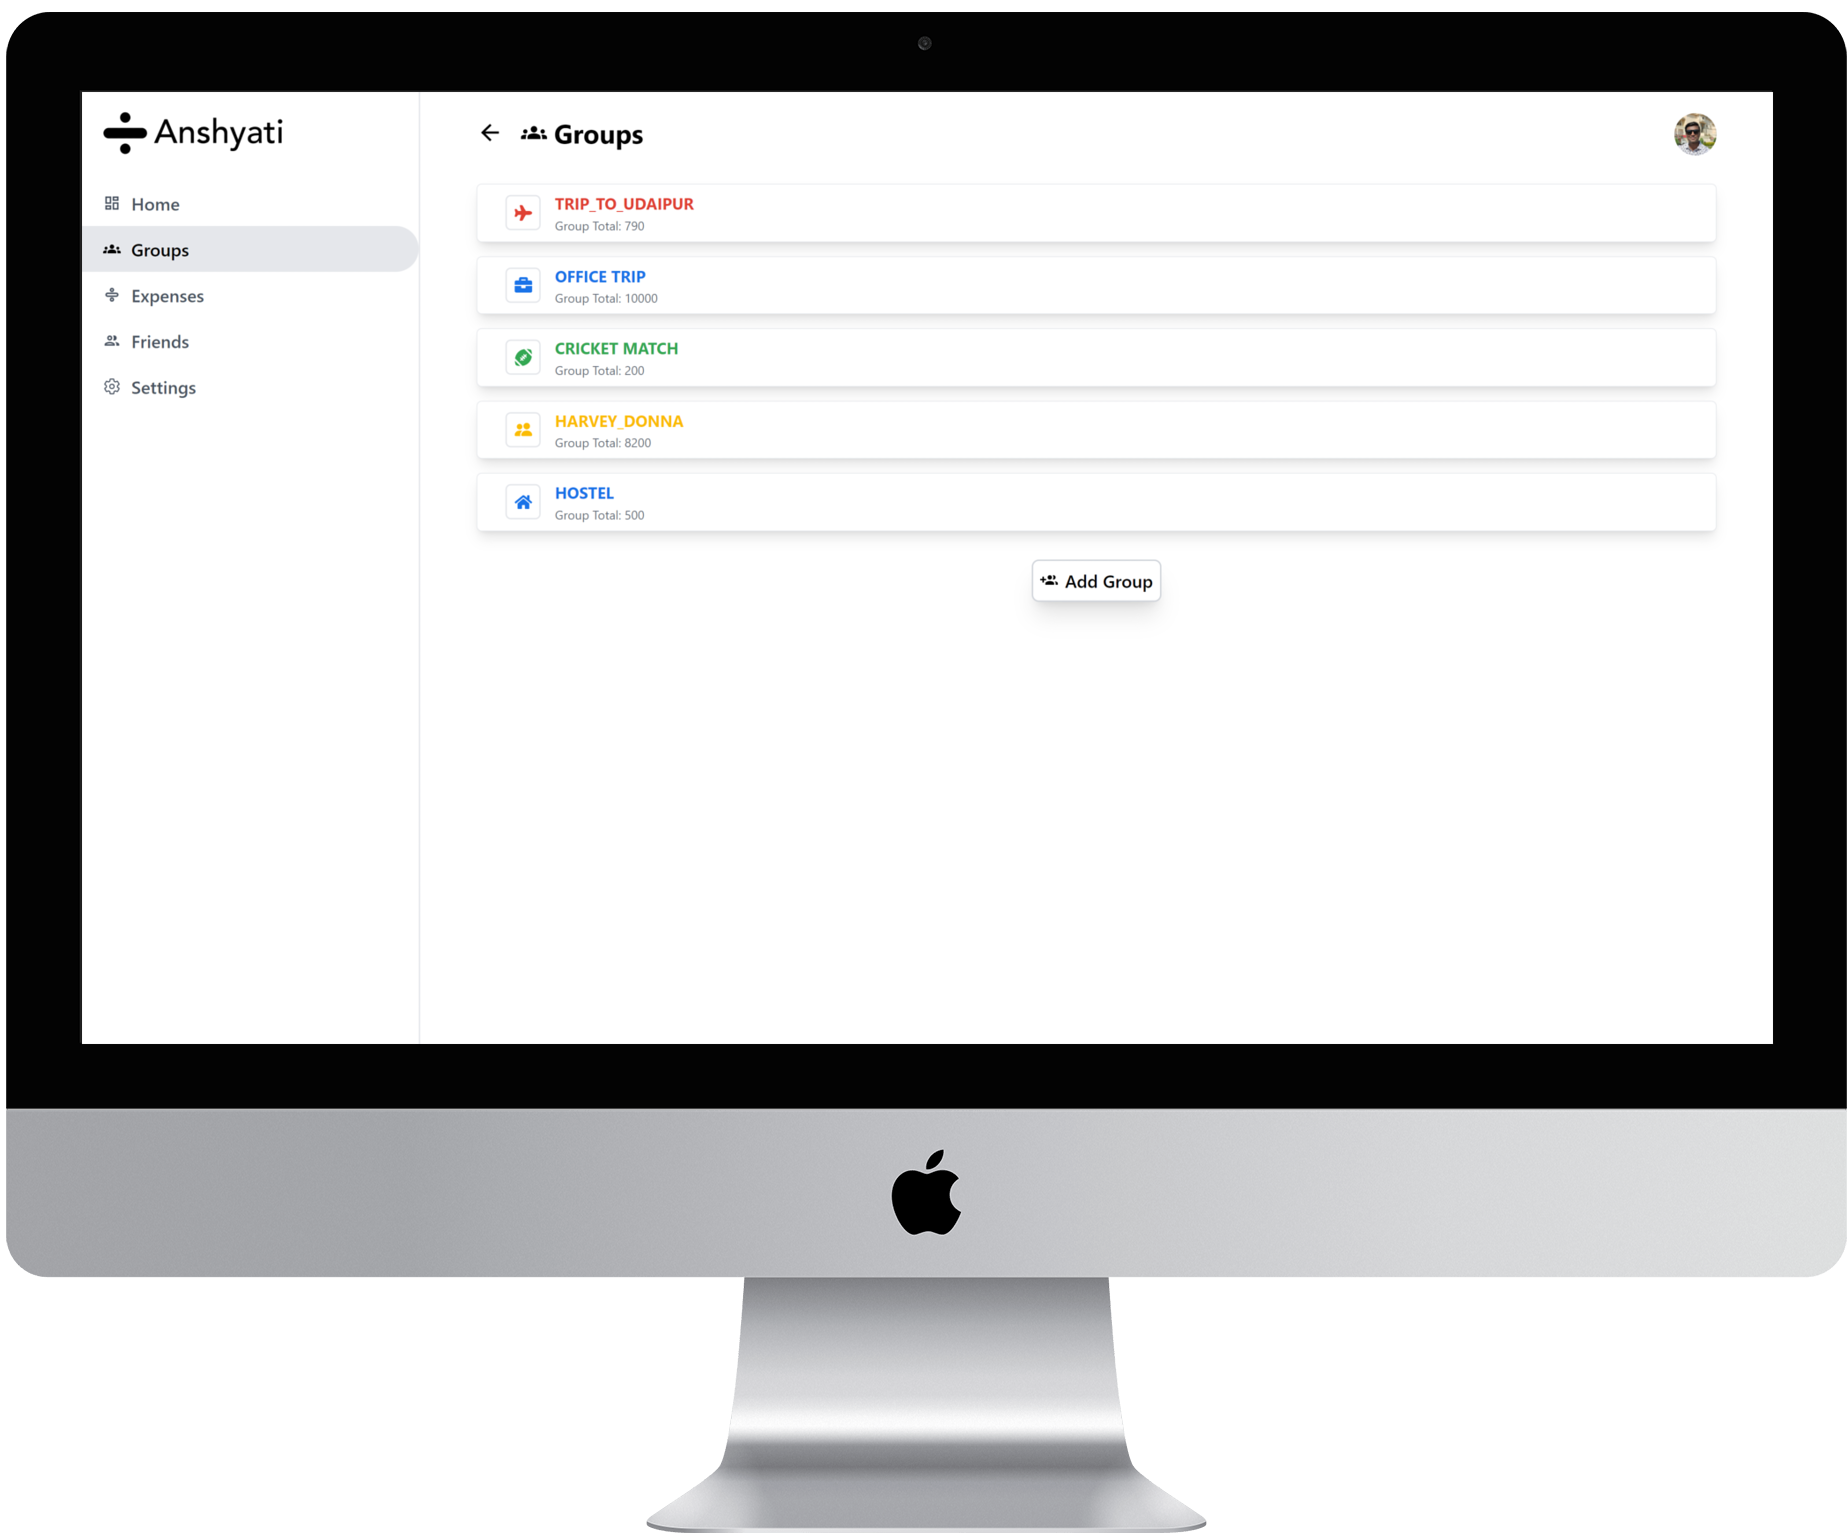 Anshyati
Home
Groups
Expenses
Friends
Settings
Groups
TRIP_TO_UDAIPUR
Group Total: 790
OFFICE TRIP
Group Total: 10000
CRICKET MATCH
Group Total: 200
HARVEY_DONNA
Group Total: 8200
HOSTEL
Group Total: 500
Add Group